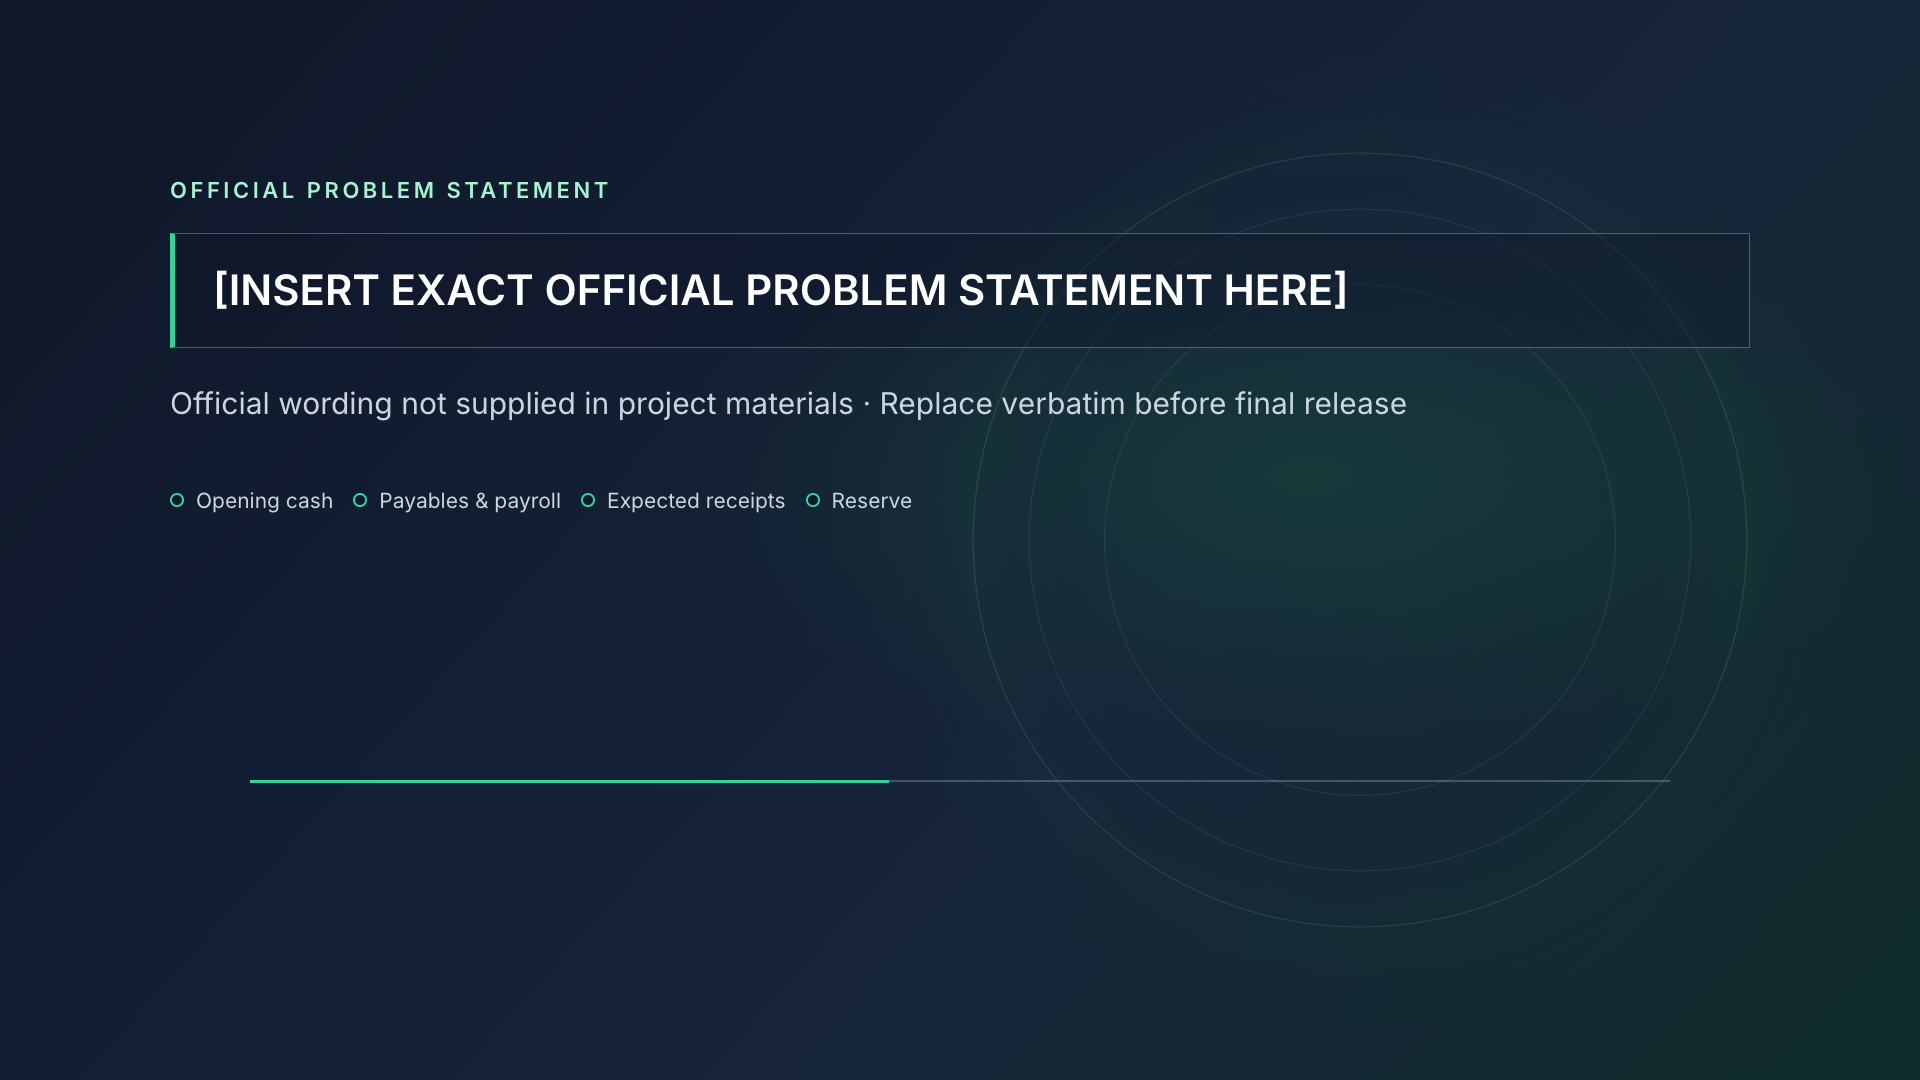 OFFICIAL PROBLEM STATEMENT
[INSERT EXACT OFFICIAL PROBLEM STATEMENT HERE]
Official wording not supplied in project materials · Replace verbatim before final release
Opening cash Payables & payroll Expected receipts Reserve